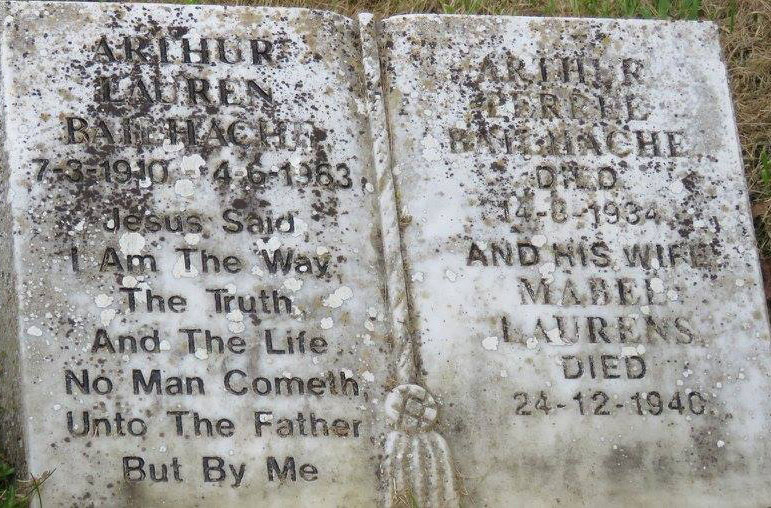 ARTHUR
LAUREN
BAILHACHE
7-3-1910 - 4-6-1963
Jesus Said
I Am The Way
The Truth
And The Life
No Man Cometh
Unto The Father
But By Me
ARTHUR
BAILHACHE
DIED
14-8-1934
AND HIS WIFE
MABEL
LAURENS
DIED
24-12-1940